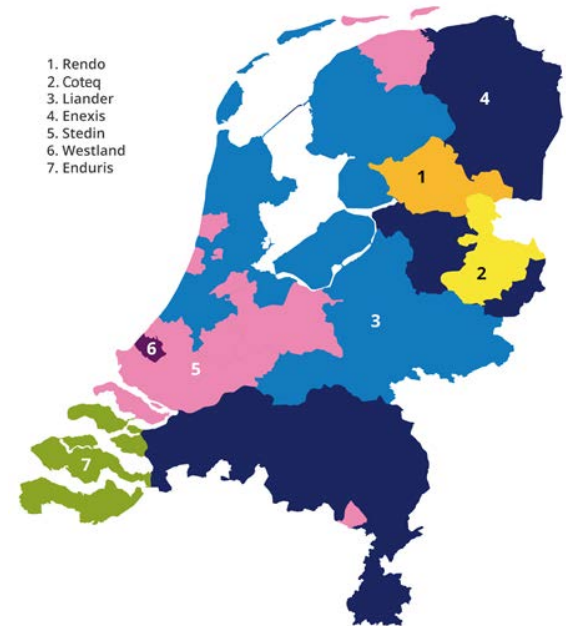 1. Rendo
2. Coteq
3. Liander
4. Enexis
5. Stedin
6. Westland
7. Enduris
4
1
2
3
6
5
7